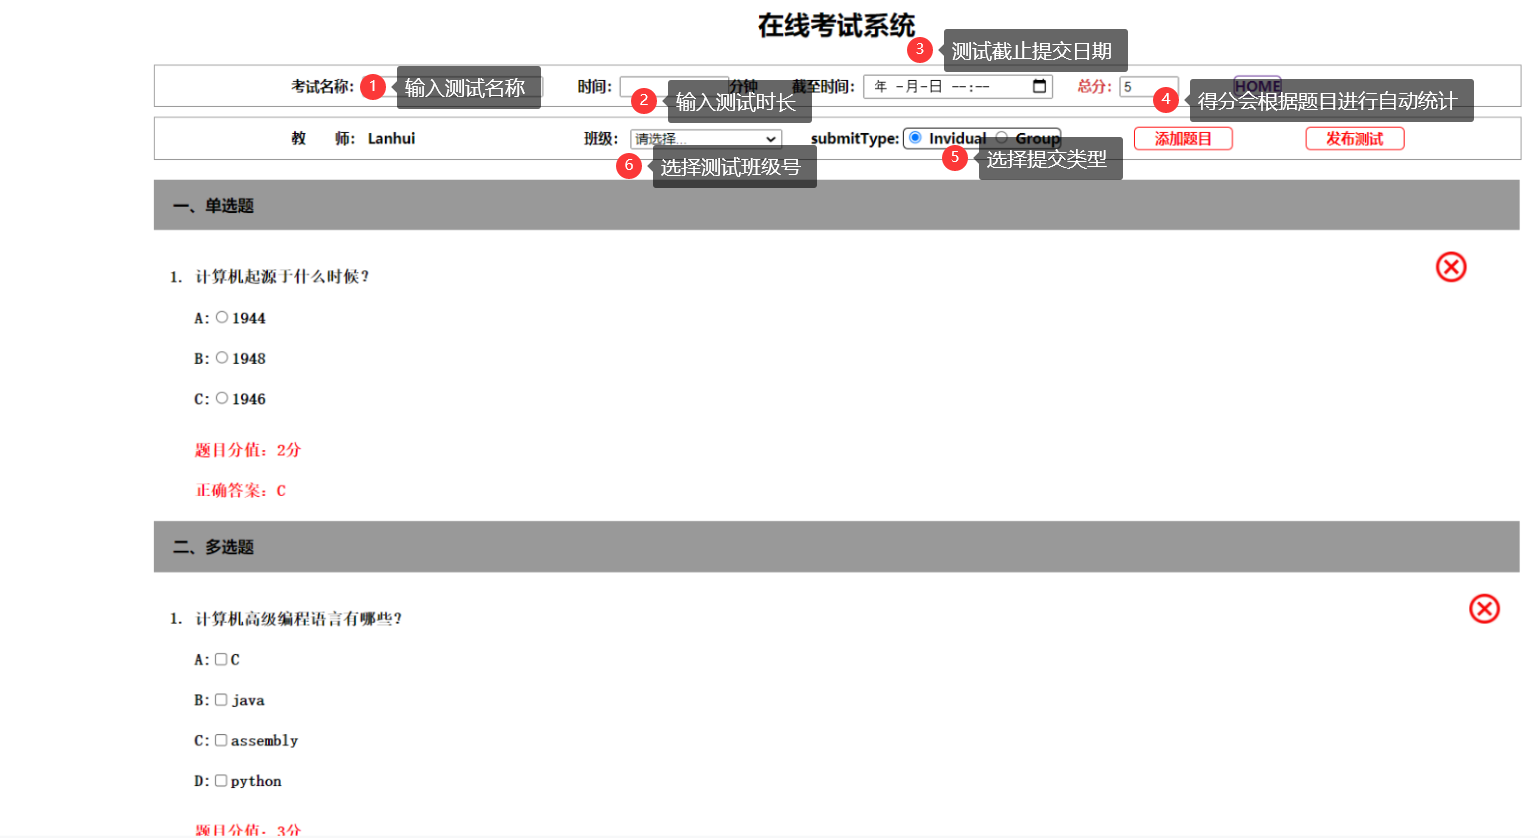 在线考试系统
3 测试截止提交日期
考试名称: 1 输入测试名称 时间: 分钟 截至时间: 年 -月-日 --:-- 总分: 5 HOME
2 输入测试时长
4 得分会根据题目进行自动统计
教 师: Lanhui 班级: 请选择... submitType: Invidual Group 添加题目 发布测试
6 选择测试班级号
5 选择提交类型
一、单选题
1. 计算机起源于什么时候?
A: 1944
B: 1948
C: 1946
题目分值: 2分
正确答案: C
二、多选题
1. 计算机高级编程语言有哪些?
A: C
B: java
C: assembly
D: python
题目分值: 3分